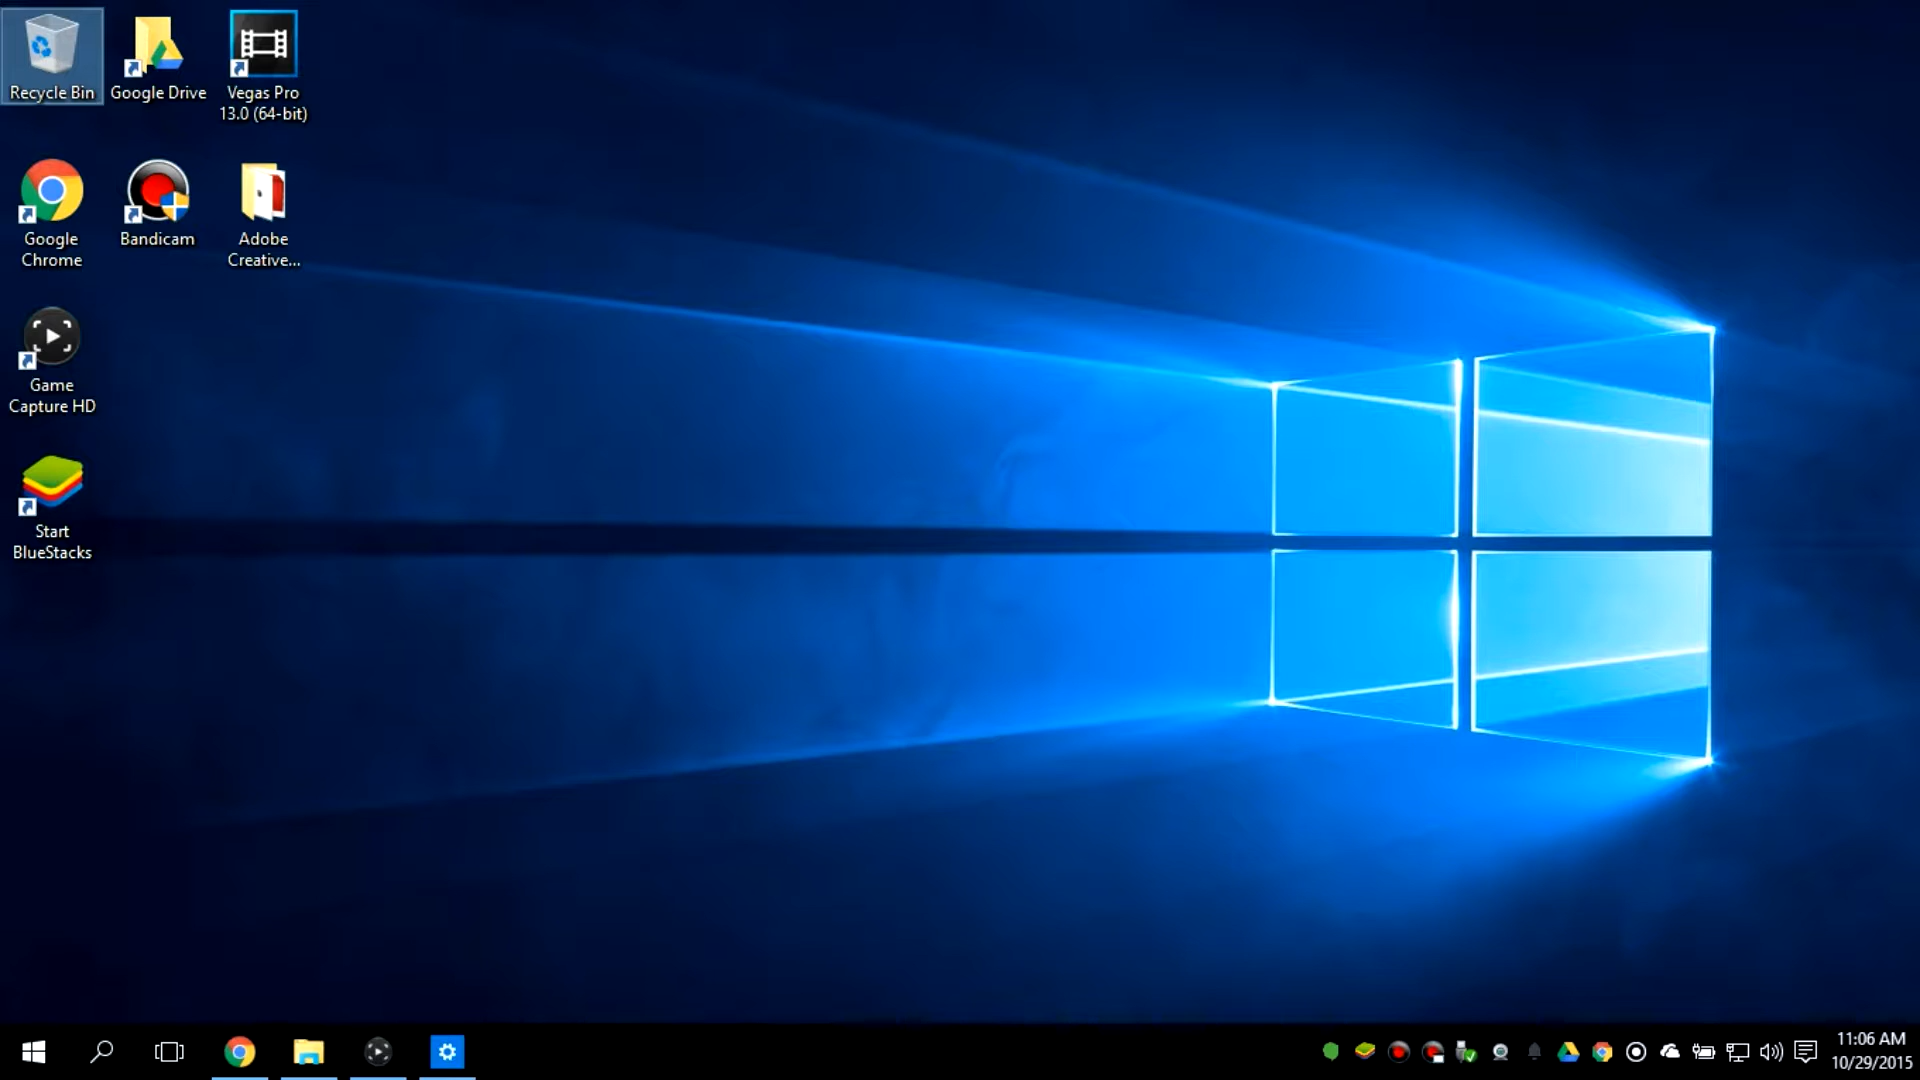 Recycle Bin
Google Drive
Vegas Pro
13.0 (64-bit)
Google
Chrome
Bandicam
Adobe
Creative...
Game
Capture HD
Start
BlueStacks
11:06 AM
10/29/2015